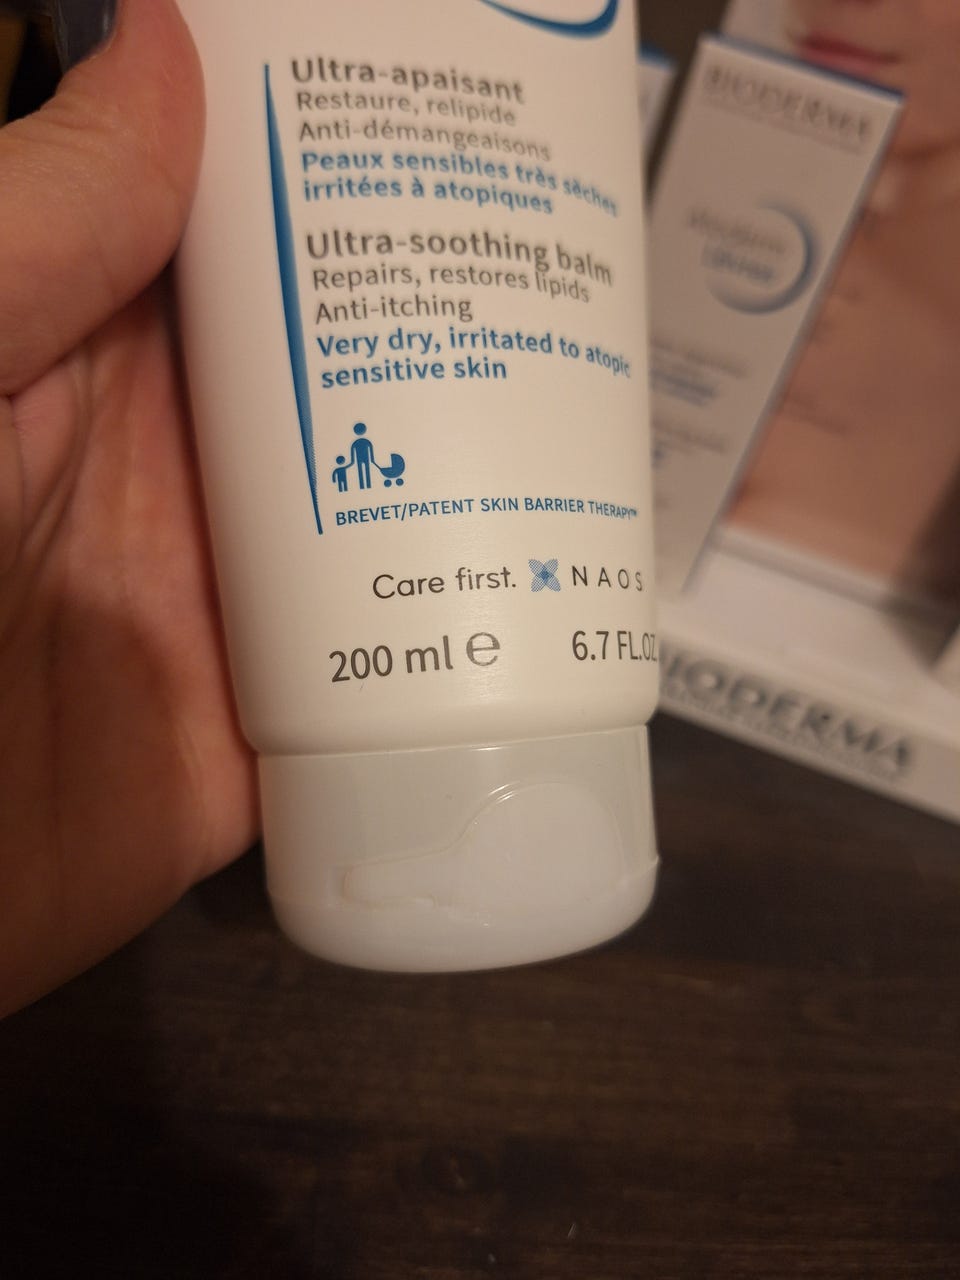 Ultra-apaisant
Restaure, relipide
Anti-démangeaisons
Peaux sensibles très sèches
irritées à atopiques
Ultra-soothing balm
Repairs, restores lipids
Anti-itching
Very dry, irritated to atopic
sensitive skin
BREVET/PATENT SKIN BARRIER THERAPY™
Care first. NAOS
200 ml e 6.7 FL.OZ
BIODERMA
BIODERMA